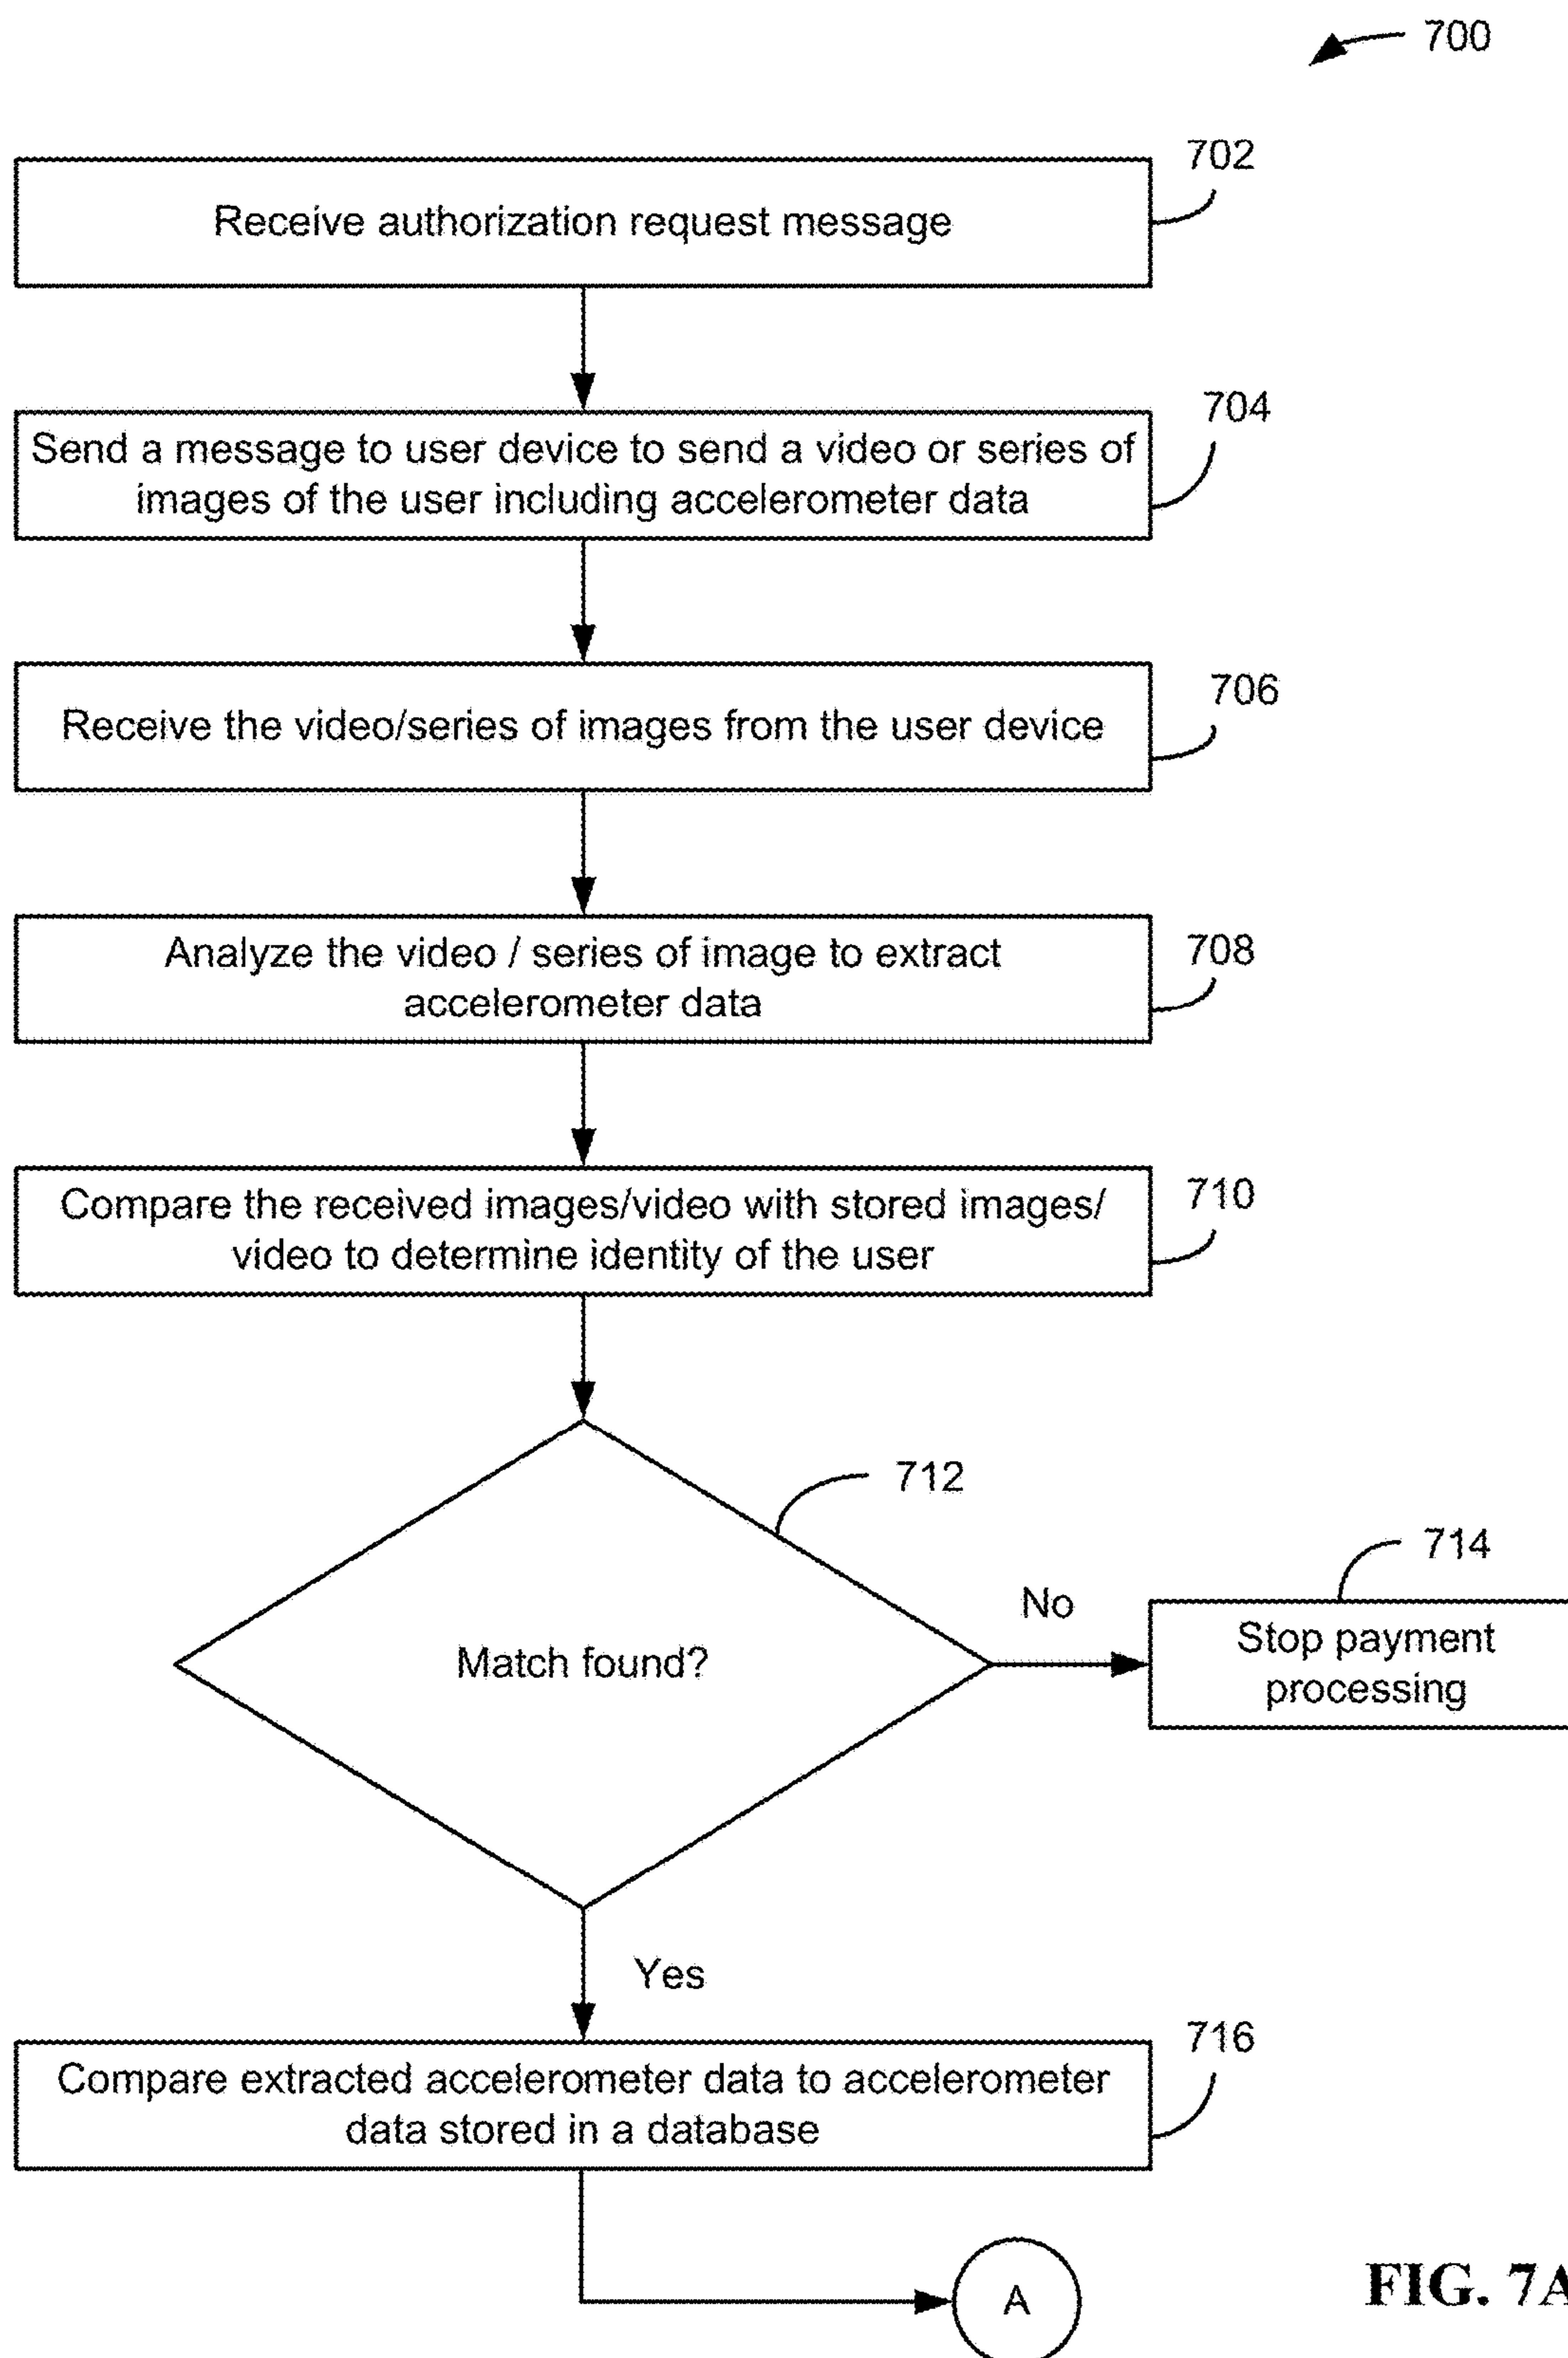 700
702
Receive authorization request message
704
Send a message to user device to send a video or series of
images of the user including accelerometer data
706
Receive the video/series of images from the user device
708
Analyze the video / series of image to extract
accelerometer data
710
Compare the received images/video with stored images/
video to determine identity of the user
712
Match found?
No
714
Stop payment
processing
Yes
716
Compare extracted accelerometer data to accelerometer
data stored in a database
A
FIG. 7A